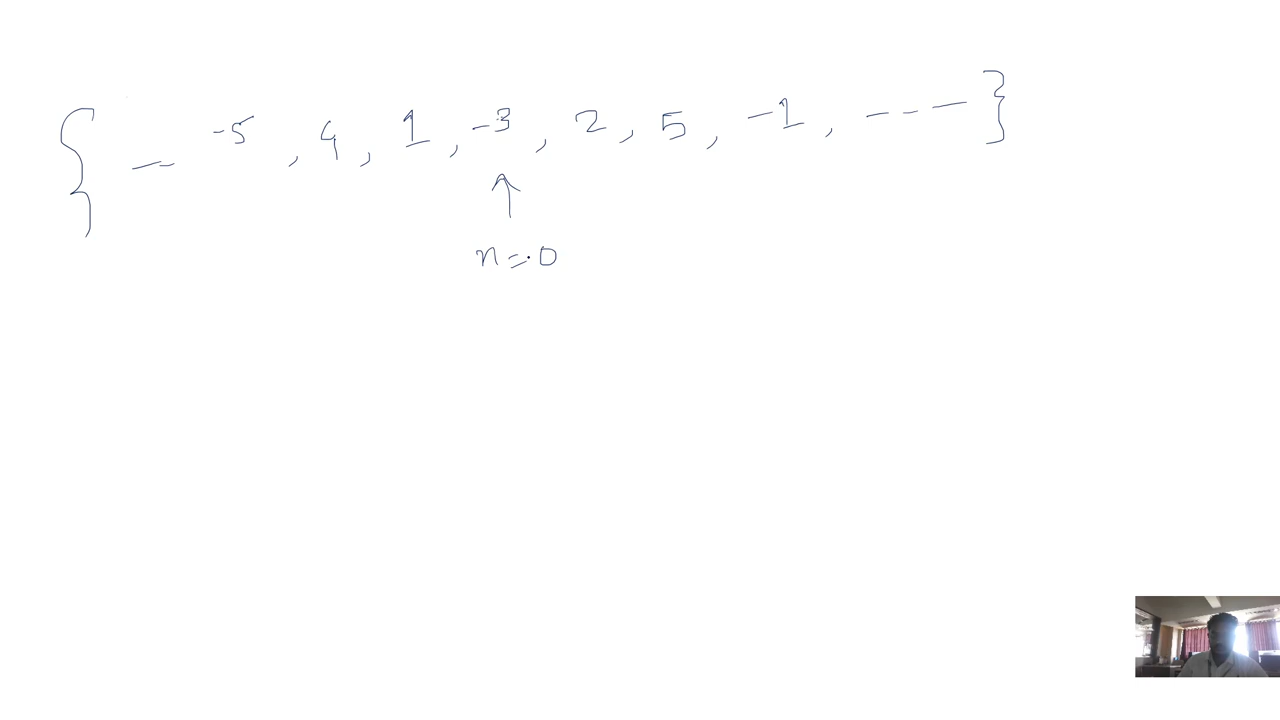 { -- -5 , 4 , 1 , -3 , 2 , 5 , -1 , --- }
↑
n=0